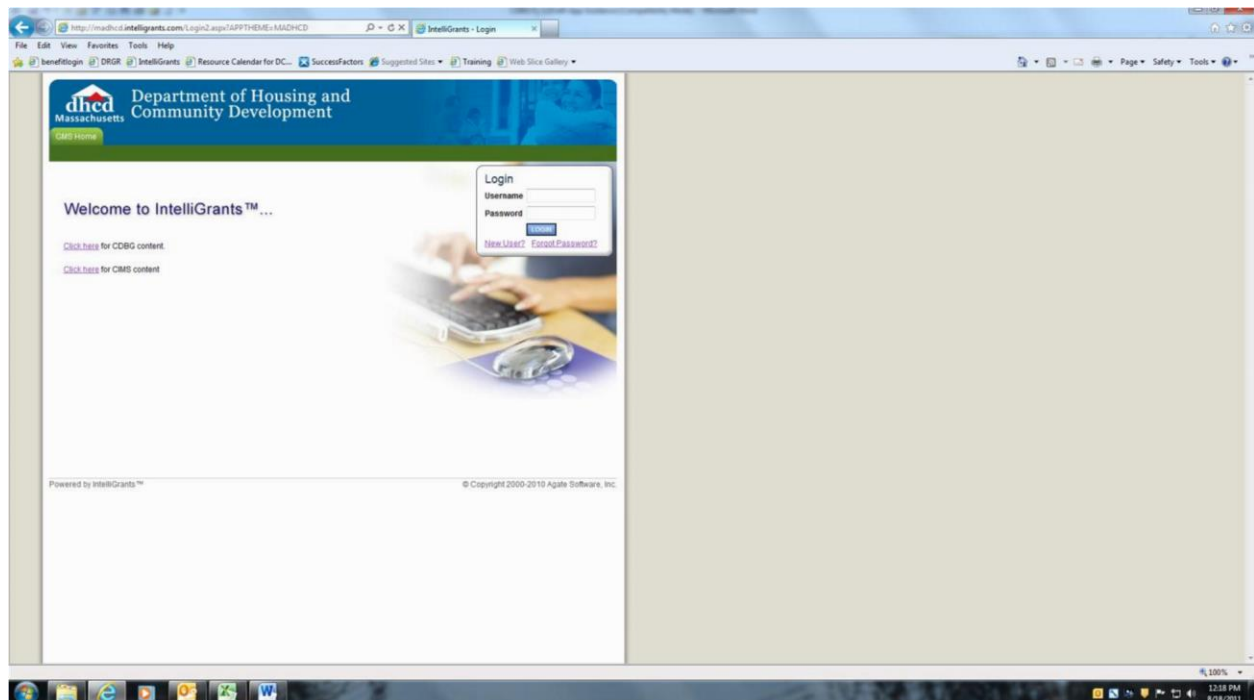 http://madhcd.intelligrants.com/Login2.aspx?APPTHEME=MADHCD
IntelliGrants - Login
File Edit View Favorites Tools Help
benefitlogin DRGR IntelliGrants Resource Calendar for DC... SuccessFactors Suggested Sites Training Web Slice Gallery
Page Safety Tools
dhcd
Massachusetts
Department of Housing and
Community Development
GMS Home
Login
Username
Password
LOGIN
New User? Forgot Password?
Welcome to IntelliGrants™...
Click here for CDBG content.
Click here for CIMS content
Powered by IntelliGrants™
© Copyright 2000-2010 Agate Software, Inc.
100%
12:18 PM